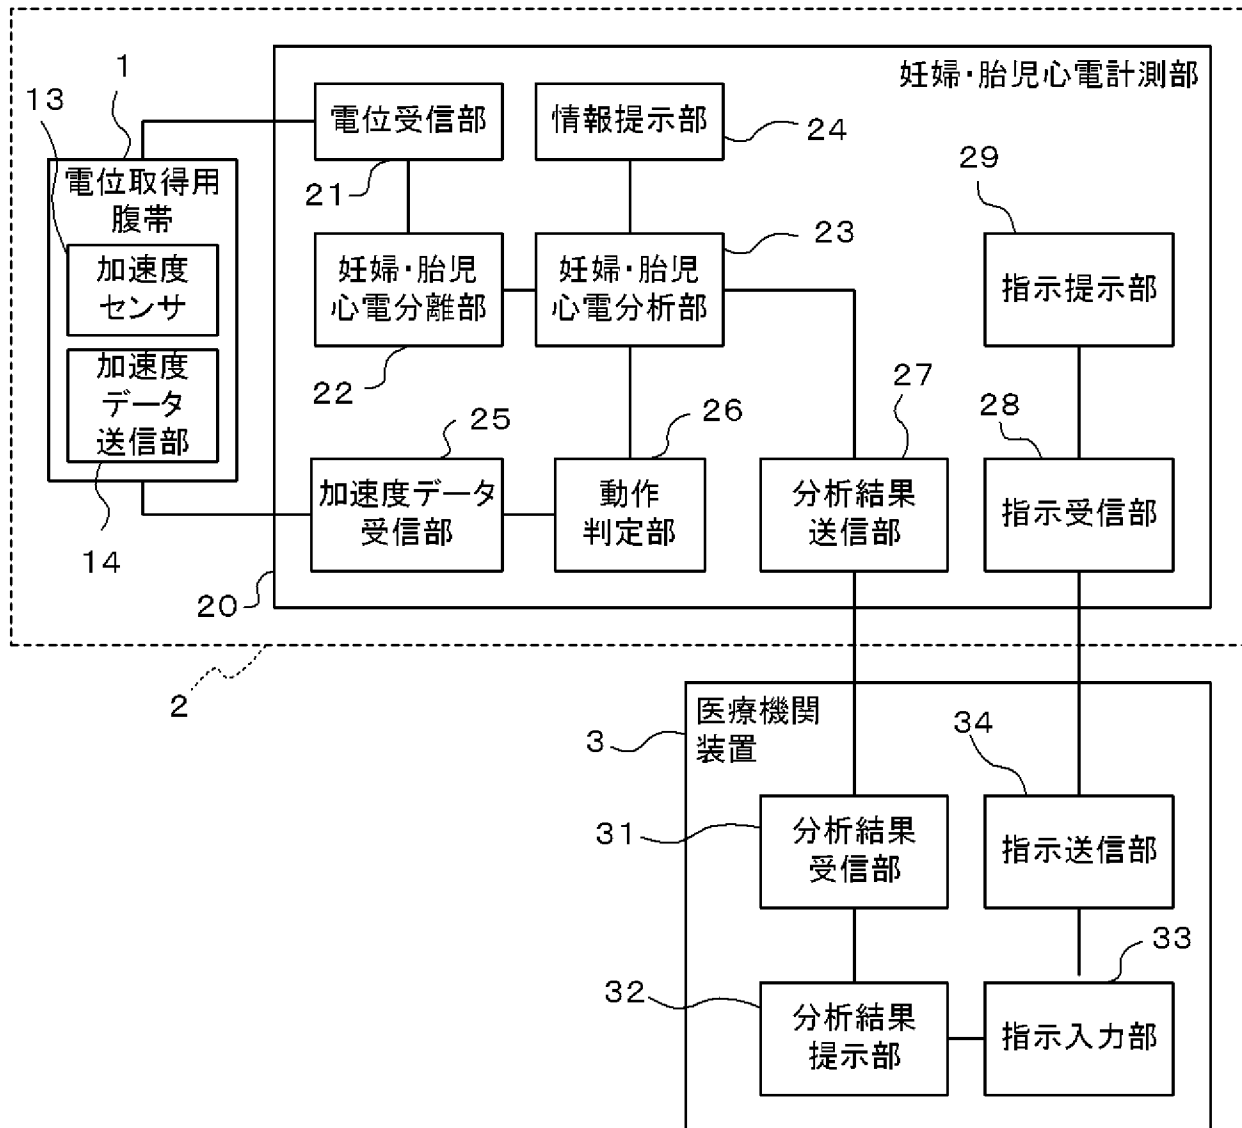 妊婦・胎児心電計測部
1
13
電位受信部
情報提示部
24
21
29
電位取得用
腹帯
加速度
センサ
加速度
データ
送信部
14
妊婦・胎児
心電分離部
22
妊婦・胎児
心電分析部
23
指示提示部
27
28
25
26
加速度データ
受信部
動作
判定部
分析結果
送信部
指示受信部
20
2
医療機関
装置
3
34
31
分析結果
受信部
指示送信部
33
32
分析結果
提示部
指示入力部